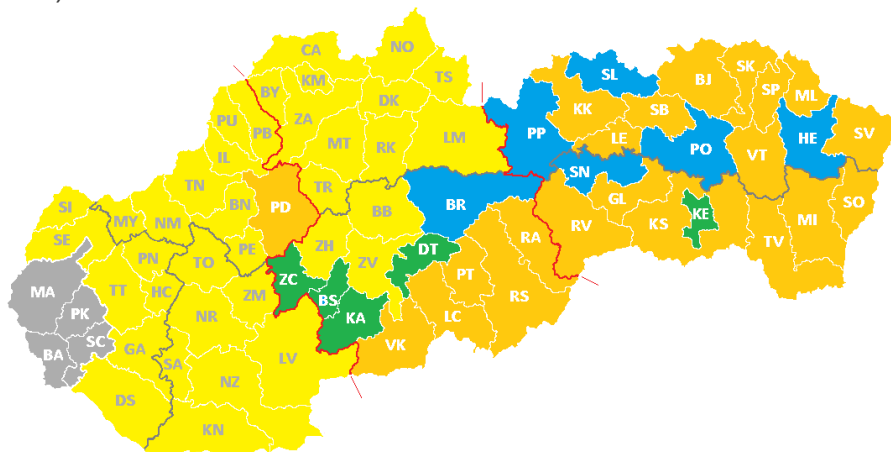 CA
NO
KM
TS
BY
DK
PU
PB
ZA
MT
RK
LM
IL
TN
TR
BN
PD
BB
SI
SE
MY
NM
PE
ZH
ZV
PN
TO
TT
HC
ZM
ZC
BS
KA
DT
BR
MA
PK
SC
BA
NR
GA
SA
LV
DS
NZ
KN
VK
LC
PT
RS
RA
PP
SL
KK
LE
SB
BJ
SK
SP
ML
PO
VT
HE
SV
SN
GL
RV
KS
KE
TV
MI
SO